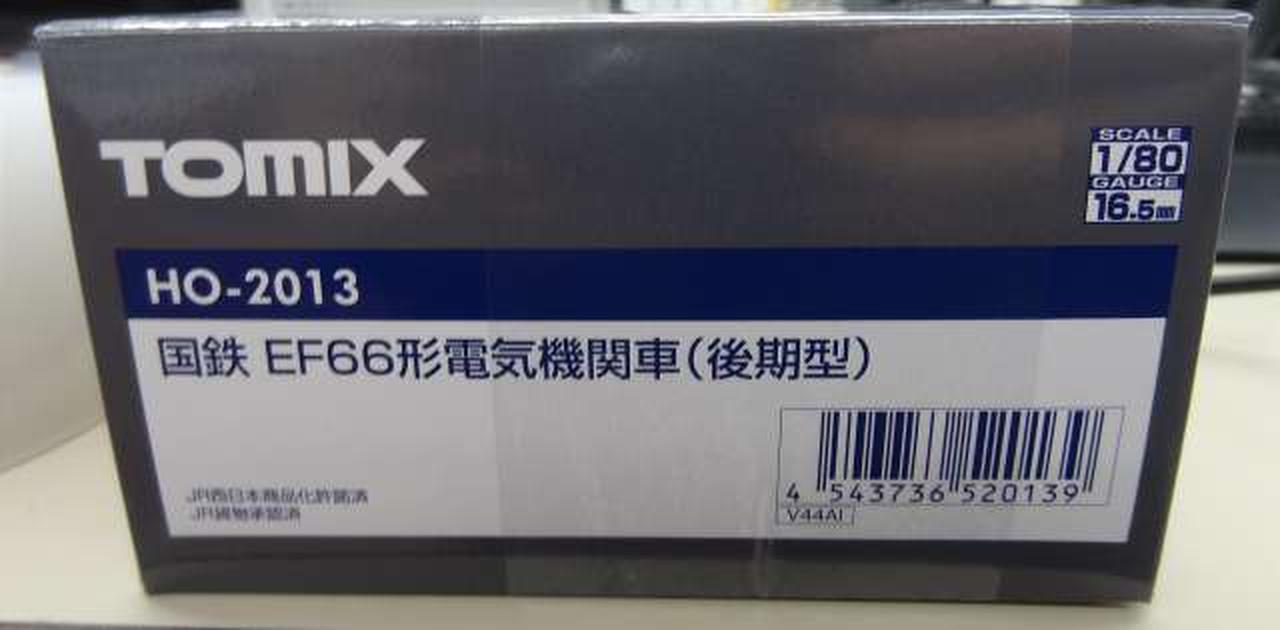 TOMIX
SCALE
1/80
GAUGE
16.5mm
HO-2013
国鉄 EF66形電気機関車(後期型)
JR西日本商品化許諾済
JR貨物承認済
4 543736 520139
V44AI